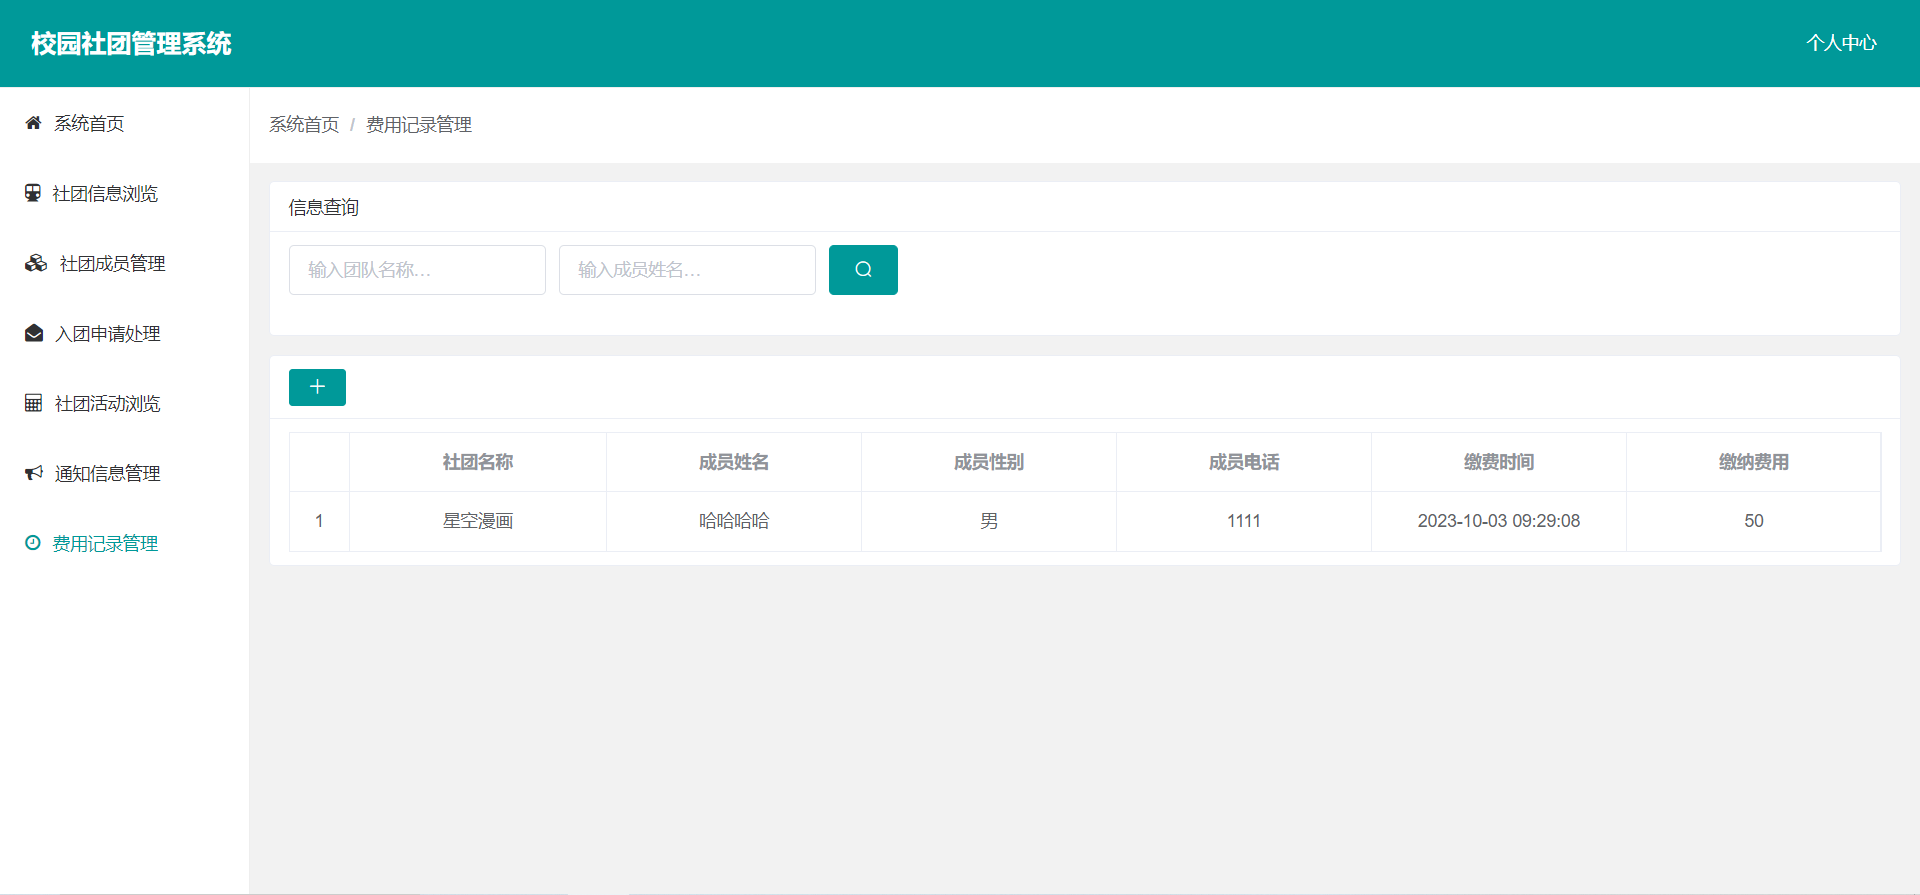 校园社团管理系统
个人中心
系统首页
社团信息浏览
社团成员管理
入团申请处理
社团活动浏览
通知信息管理
费用记录管理
系统首页 / 费用记录管理
信息查询
输入团队名称… 输入成员姓名…
社团名称 成员姓名 成员性别 成员电话 缴费时间 缴纳费用
1 星空漫画 哈哈哈哈 男 1111 2023-10-03 09:29:08 50